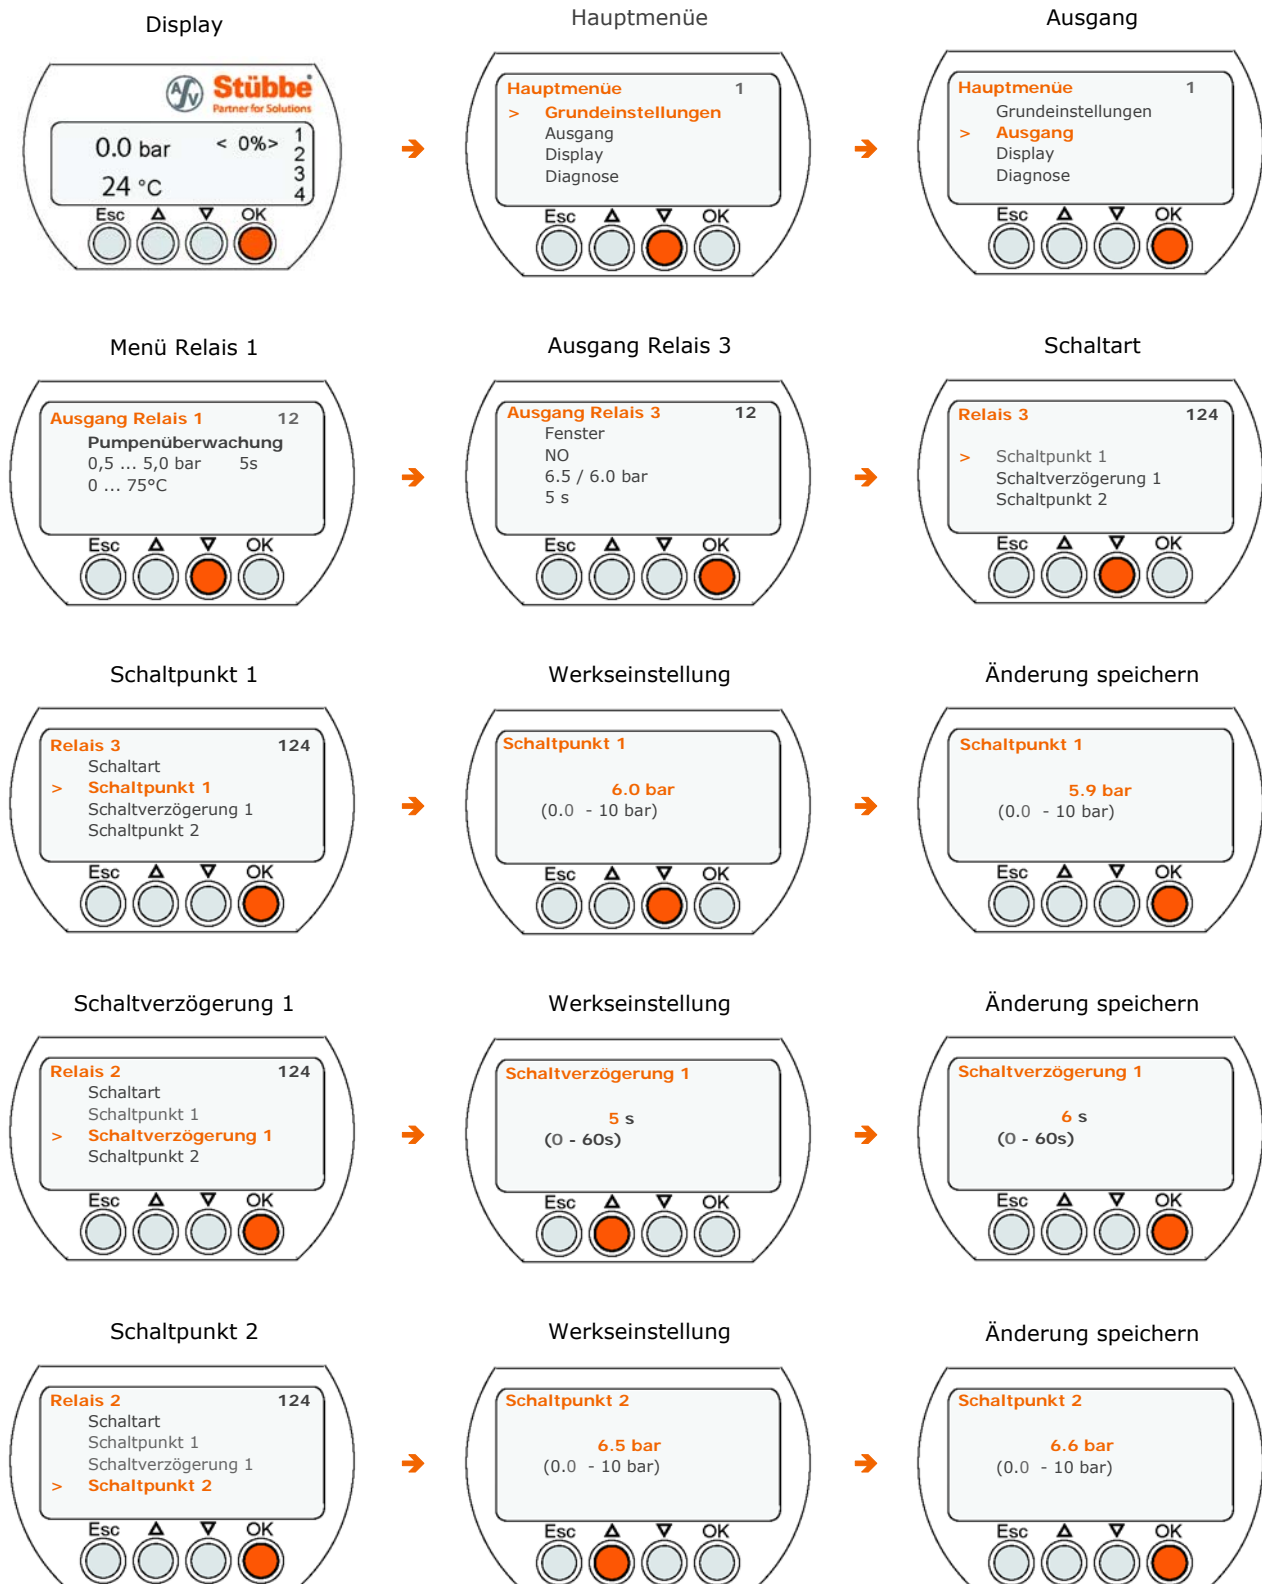 Display
Hauptmenüe
Ausgang
ASV Stübbe
Partner for Solutions
0.0 bar < 0%> 1
2
24 °C 3
4
Esc OK
Hauptmenüe 1
> Grundeinstellungen
Ausgang
Display
Diagnose
Esc OK
Hauptmenüe 1
Grundeinstellungen
> Ausgang
Display
Diagnose
Esc OK
Menü Relais 1
Ausgang Relais 3
Schaltart
Ausgang Relais 1 12
Pumpenüberwachung
0,5 ... 5,0 bar 5s
0 ... 75°C
Esc OK
Ausgang Relais 3 12
Fenster
NO
6.5 / 6.0 bar
5 s
Esc OK
Relais 3 124
> Schaltpunkt 1
Schaltverzögerung 1
Schaltpunkt 2
Esc OK
Schaltpunkt 1
Werkseinstellung
Änderung speichern
Relais 3 124
Schaltart
> Schaltpunkt 1
Schaltverzögerung 1
Schaltpunkt 2
Esc OK
Schaltpunkt 1
6.0 bar
(0.0 - 10 bar)
Esc OK
Schaltpunkt 1
5.9 bar
(0.0 - 10 bar)
Esc OK
Schaltverzögerung 1
Werkseinstellung
Änderung speichern
Relais 2 124
Schaltart
Schaltpunkt 1
> Schaltverzögerung 1
Schaltpunkt 2
Esc OK
Schaltverzögerung 1
5 s
(0 - 60s)
Esc OK
Schaltverzögerung 1
6 s
(0 - 60s)
Esc OK
Schaltpunkt 2
Werkseinstellung
Änderung speichern
Relais 2 124
Schaltart
Schaltpunkt 1
Schaltverzögerung 1
> Schaltpunkt 2
Esc OK
Schaltpunkt 2
6.5 bar
(0.0 - 10 bar)
Esc OK
Schaltpunkt 2
6.6 bar
(0.0 - 10 bar)
Esc OK